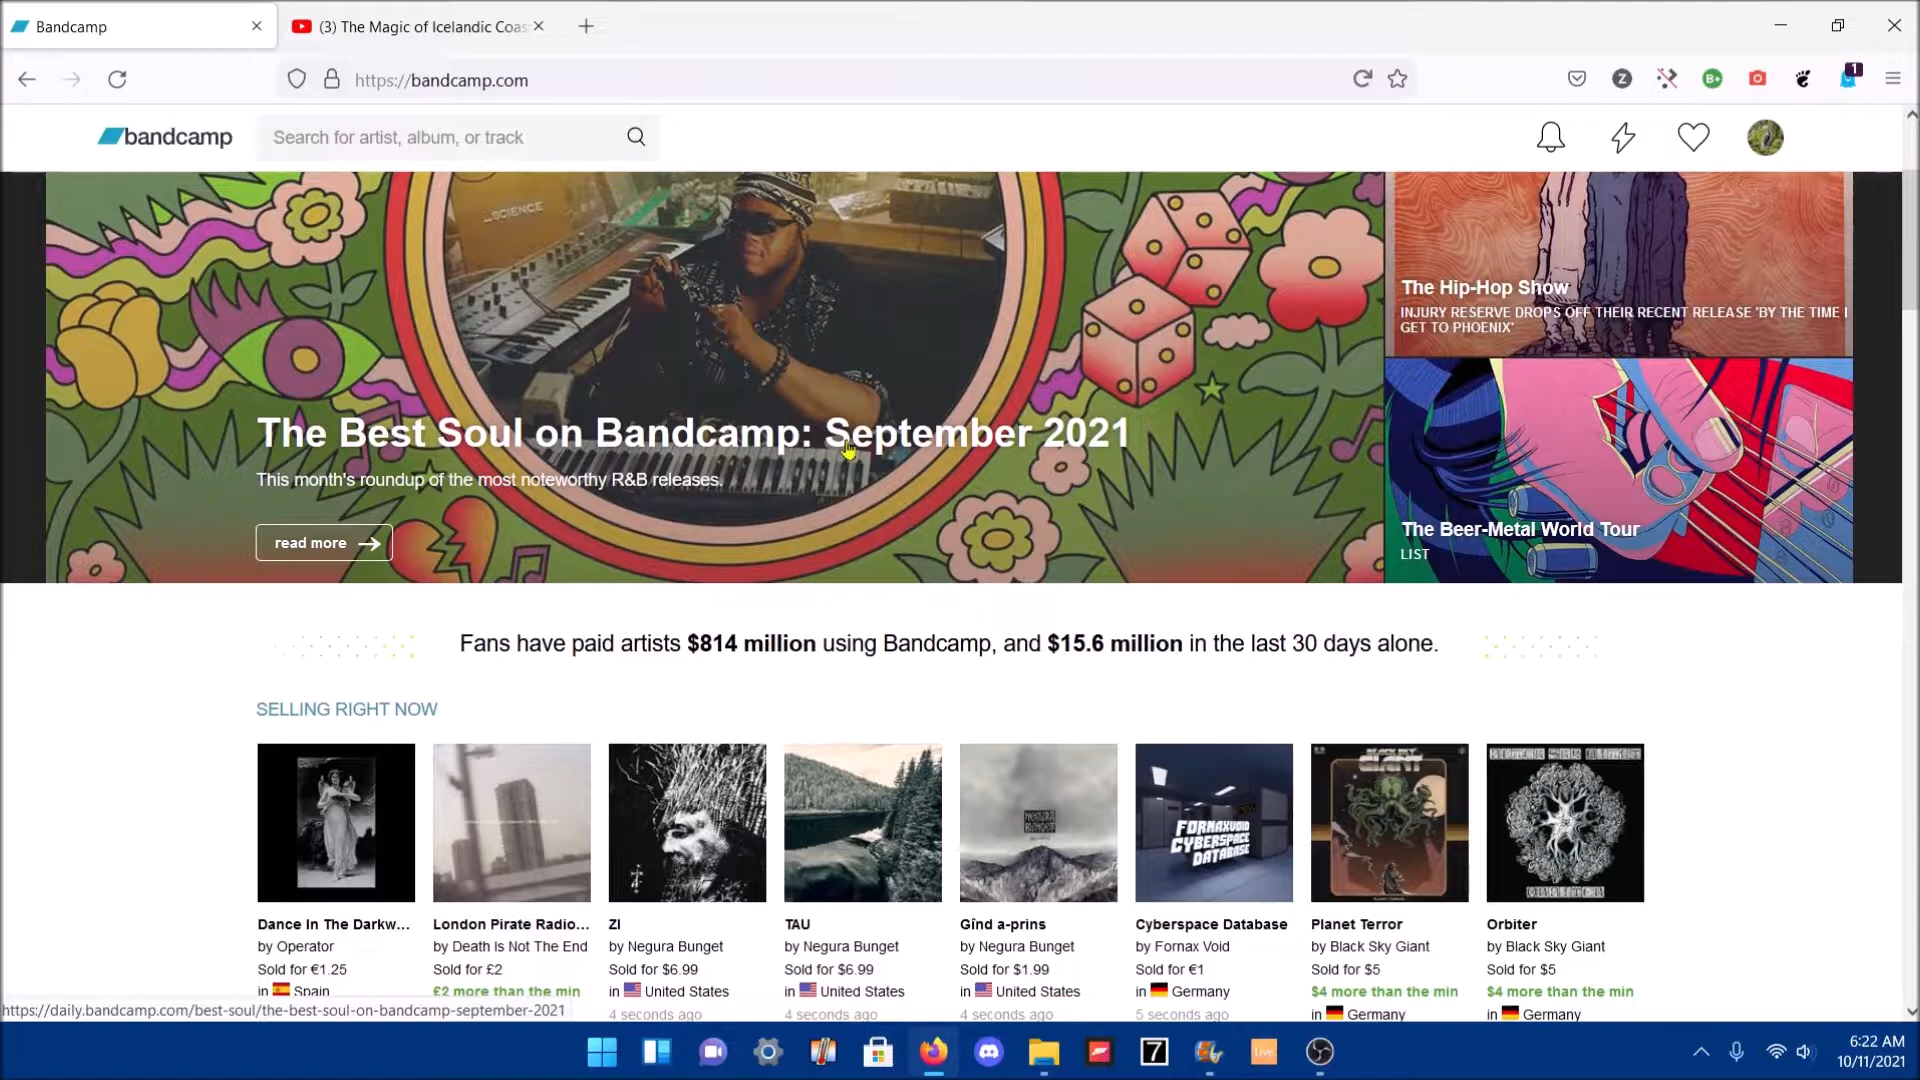 Bandcamp
(3) The Magic of Icelandic Coas
https://bandcamp.com
1
bandcamp
Search for artist, album, or track
_SCIENCE
The Hip-Hop Show
INJURY RESERVE DROPS OFF THEIR RECENT RELEASE 'BY THE TIME I
GET TO PHOENIX'
The Best Soul on Bandcamp: September 2021
This month's roundup of the most noteworthy R&B releases.
read more
The Beer-Metal World Tour
LIST
Fans have paid artists $814 million using Bandcamp, and $15.6 million in the last 30 days alone.
SELLING RIGHT NOW
FORNAXVOID
CYBERSPACE
DATABASE
GIANT
Dance In The Darkw...
by Operator
Sold for €1.25
in Spain
London Pirate Radio...
by Death Is Not The End
Sold for £2
£2 more than the min
ZI
by Negura Bunget
Sold for $6.99
in United States
4 seconds ago
TAU
by Negura Bunget
Sold for $6.99
in United States
4 seconds ago
Gînd a-prins
by Negura Bunget
Sold for $1.99
in United States
4 seconds ago
Cyberspace Database
by Fornax Void
Sold for €1
in Germany
5 seconds ago
Planet Terror
by Black Sky Giant
Sold for $5
$4 more than the min
in Germany
Orbiter
by Black Sky Giant
Sold for $5
$4 more than the min
in Germany
https://daily.bandcamp.com/best-soul/the-best-soul-on-bandcamp-september-2021
7
Live
6:22 AM
10/11/2021